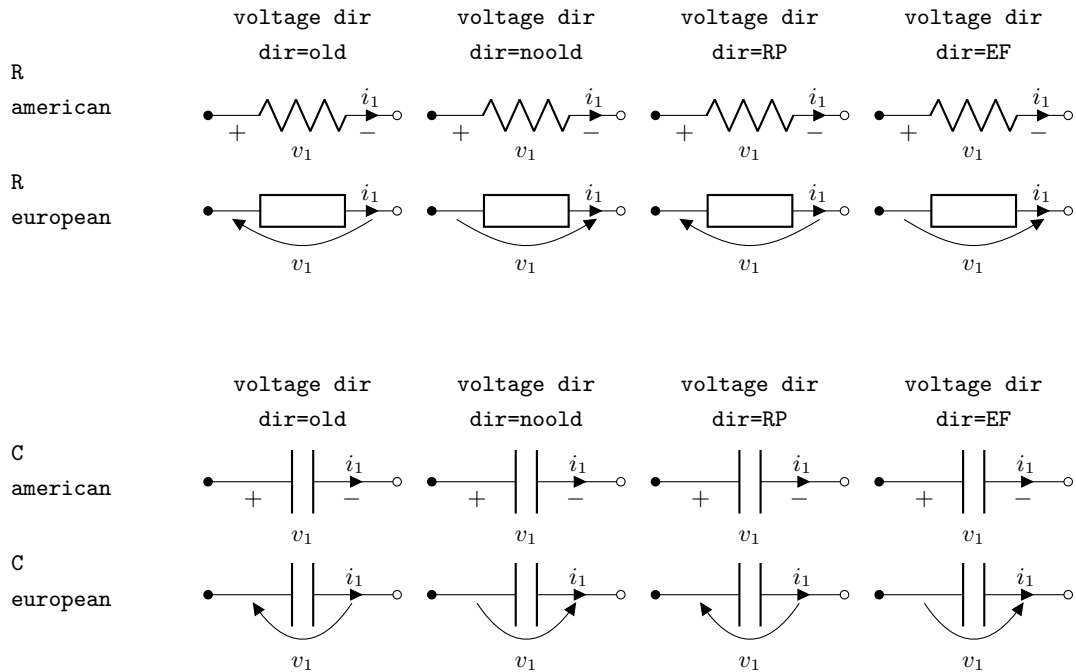 voltage dir voltage dir voltage dir voltage dir
dir=old dir=noold dir=RP dir=EF
R
american
i₁ i₁ i₁ i₁
+ − + − + − + −
v₁ v₁ v₁ v₁
R
european
i₁ i₁ i₁ i₁
v₁ v₁ v₁ v₁
voltage dir voltage dir voltage dir voltage dir
dir=old dir=noold dir=RP dir=EF
C
american
i₁ i₁ i₁ i₁
+ − + − + − + −
v₁ v₁ v₁ v₁
C
european
i₁ i₁ i₁ i₁
v₁ v₁ v₁ v₁